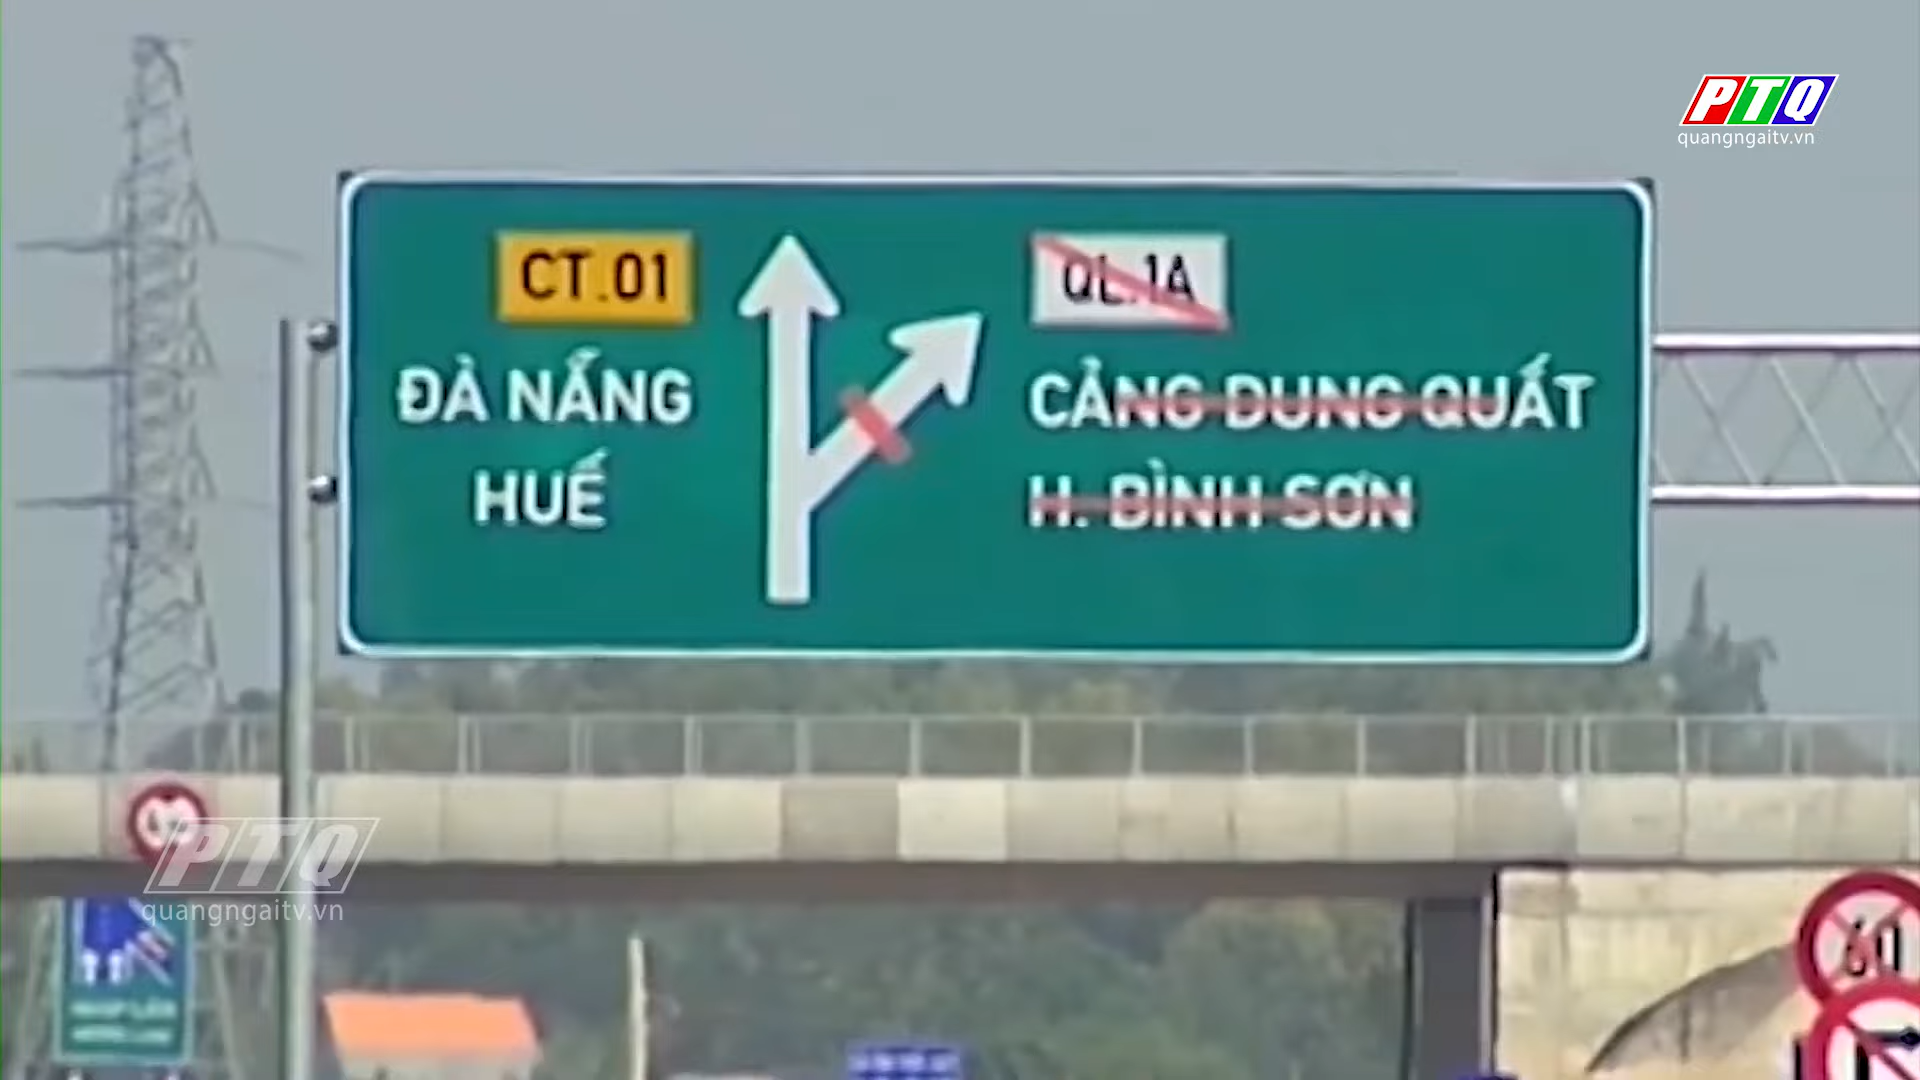 PTQ
quangngaitv.vn
CT.01
QL.1A
ĐÀ NẴNG
CẢNG DUNG QUẤT
HUẾ
H. BÌNH SƠN
PTQ
quangngaitv.vn
60